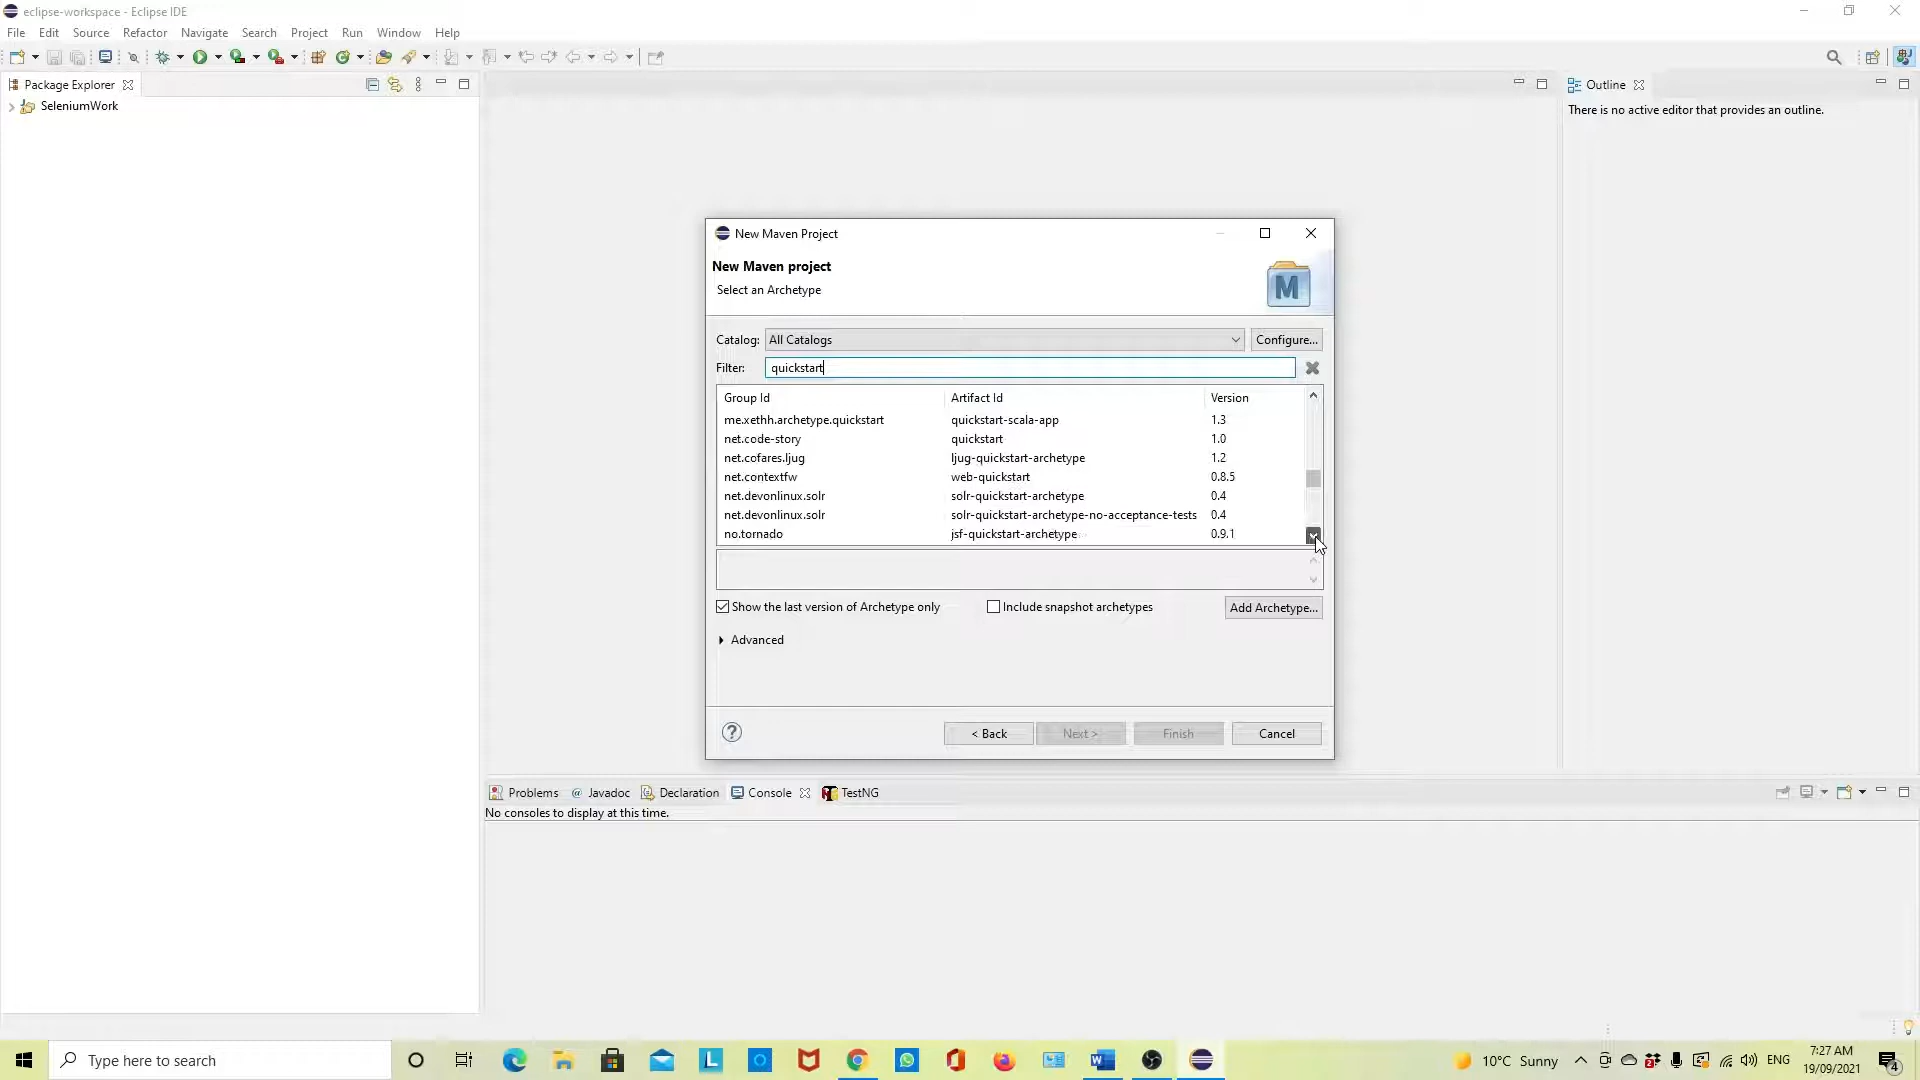 eclipse-workspace - Eclipse IDE
File Edit Source Refactor Navigate Search Project Run Window Help
Package Explorer
SeleniumWork
Outline
There is no active editor that provides an outline.
New Maven Project
New Maven project
Select an Archetype
M
Catalog: All Catalogs Configure...
Filter: quickstart
Group Id Artifact Id Version
me.xethh.archetype.quickstart quickstart-scala-app 1.3
net.code-story quickstart 1.0
net.cofares.ljug ljug-quickstart-archetype 1.2
net.contextfw web-quickstart 0.8.5
net.devonlinux.solr solr-quickstart-archetype 0.4
net.devonlinux.solr solr-quickstart-archetype-no-acceptance-tests 0.4
no.tornado jsf-quickstart-archetype 0.9.1
Show the last version of Archetype only Include snapshot archetypes Add Archetype...
Advanced
? < Back Next > Finish Cancel
Problems @ Javadoc Declaration Console TestNG
No consoles to display at this time.
Type here to search
10°C Sunny ENG
7:27 AM
19/09/2021
4